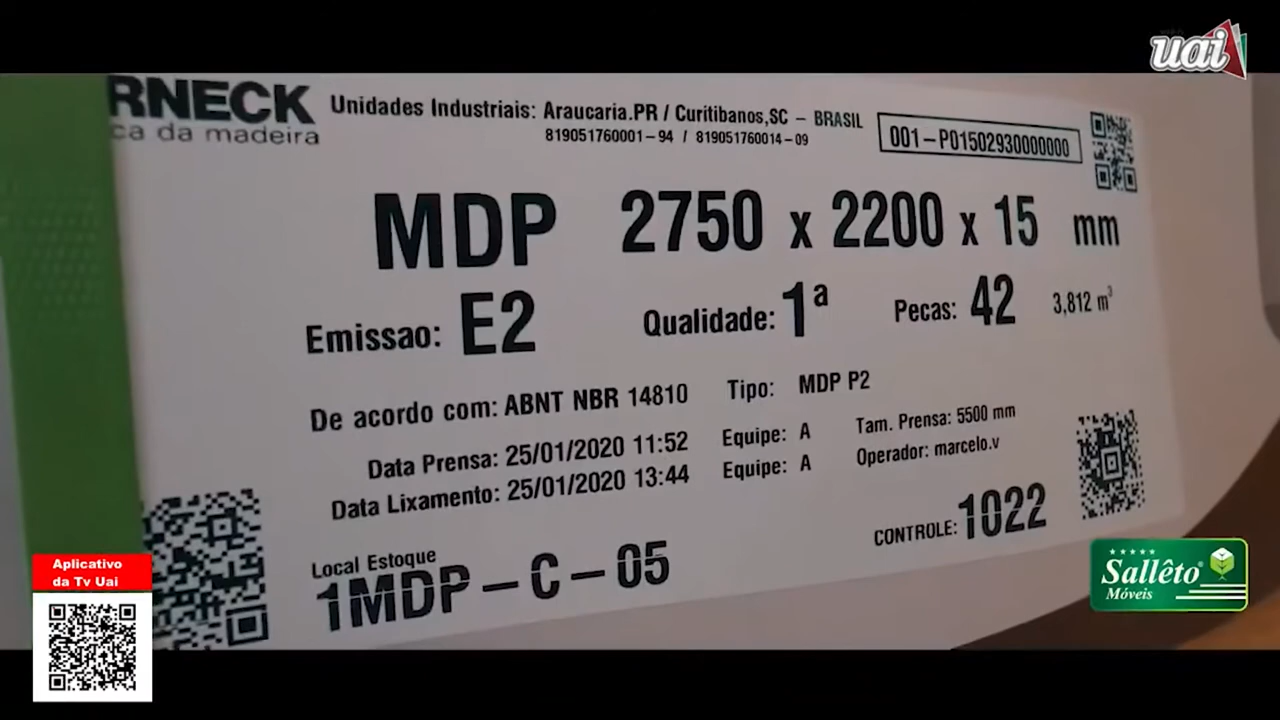 uai
RNECK
ca da madeira
Unidades Industriais: Araucaria.PR / Curitibanos,SC – BRASIL
819051760001–94 / 819051760014–09
001–P01502930000000
MDP 2750 x 2200 x 15 mm
Emissao: E2 Qualidade: 1ª Pecas: 42 3,812 m³
De acordo com: ABNT NBR 14810 Tipo: MDP P2
Data Prensa: 25/01/2020 11:52 Equipe: A Tam. Prensa: 5500 mm
Data Lixamento: 25/01/2020 13:44 Equipe: A Operador: marcelo.v
CONTROLE: 1022
Local Estoque
1MDP – C – 05
Aplicativo
da Tv Uai
Sallêto
Móveis